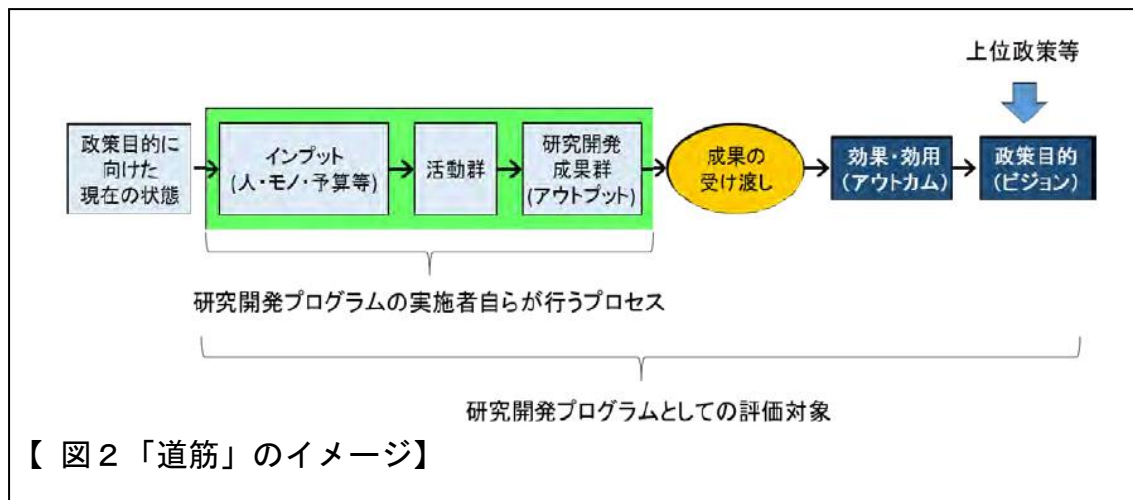 上位政策等
政策目的に
向けた
現在の状態
インプット
(人・モノ・予算等)
活動群
研究開発
成果群
(アウトプット)
成果の
受け渡し
効果・効用
(アウトカム)
政策目的
(ビジョン)
研究開発プログラムの実施者自らが行うプロセス
研究開発プログラムとしての評価対象
【 図2「道筋」のイメージ】